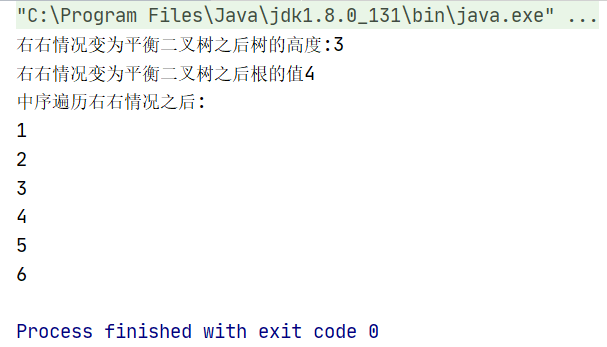 "C:\Program Files\Java\jdk1.8.0_131\bin\java.exe" ...
右右情况变为平衡二叉树之后树的高度:3
右右情况变为平衡二叉树之后根的值4
中序遍历右右情况之后:
1
2
3
4
5
6
Process finished with exit code 0